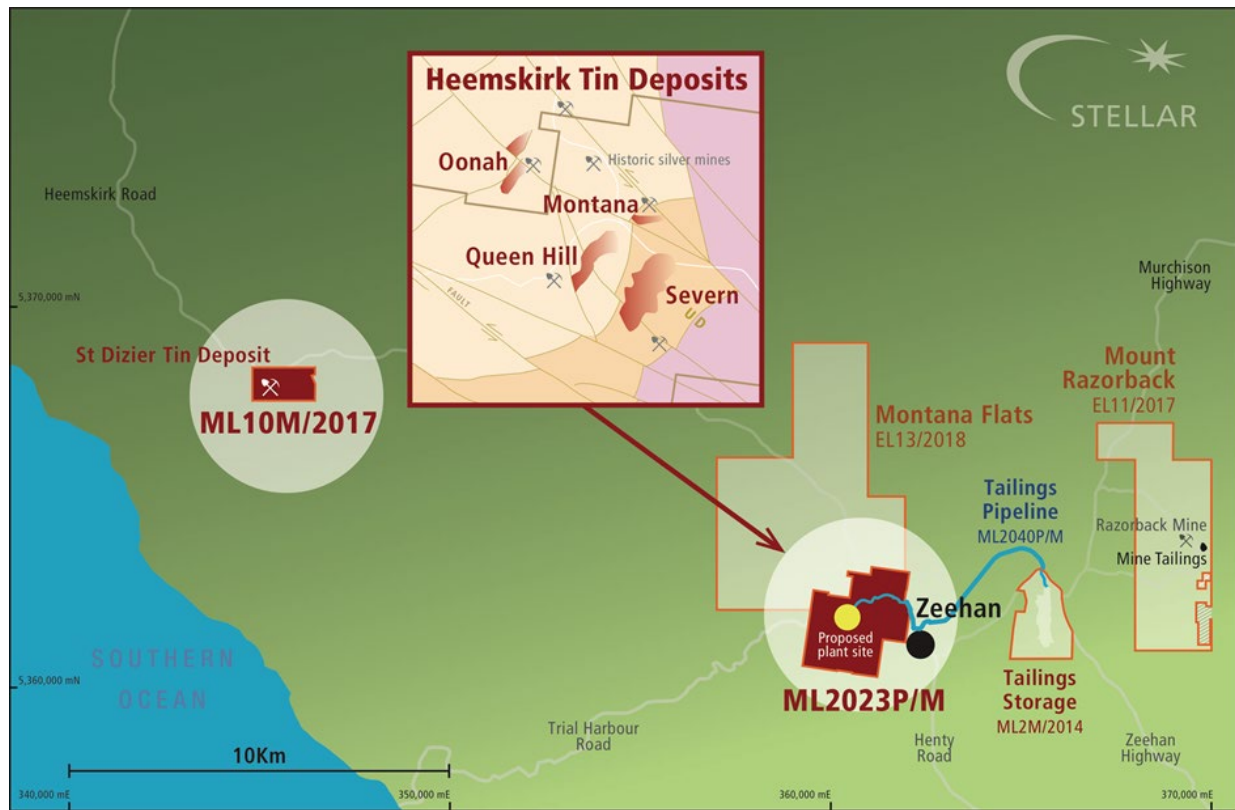 STELLAR
Heemskirk Tin Deposits
Oonah
Historic silver mines
Montana
Queen Hill
Severn
FAULT
U D
Heemskirk Road
Murchison
Highway
5,370,000 mN
St Dizier Tin Deposit
ML10M/2017
Mount
Razorback
EL11/2017
Montana Flats
EL13/2018
Tailings
Pipeline
ML2040P/M
Razorback Mine
Mine Tailings
Zeehan
Proposed
plant site
ML2023P/M
Tailings
Storage
ML2M/2014
SOUTHERN
OCEAN
5,360,000 mN
Trial Harbour
Road
Henty
Road
Zeehan
Highway
10Km
340,000 mE
350,000 mE
360,000 mE
370,000 mE